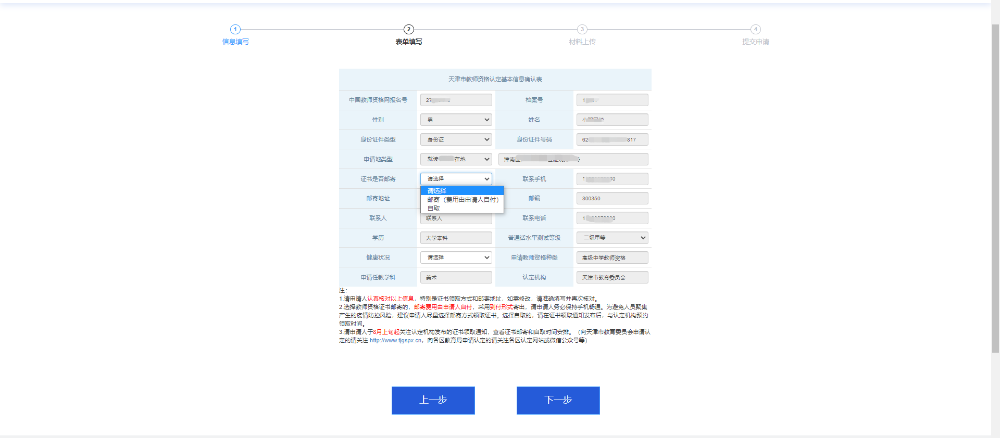 1 2 3 4
信息填写 表单填写 材料上传 提交申请
天津市教师资格认定基本信息确认表
中国教师资格网报名号 27 档案号 1
性别 男 姓名 小
身份证件类型 身份证 身份证件号码 62 817
申请地类型 就读 在地 津南区 号
证书是否邮寄 请选择 联系手机 1 30
请选择
邮寄地址 邮寄（费用由申请人自付） 邮编 300350
自取
联系人 联系人 联系电话 1 0
学历 大学本科 普通话水平测试等级 二级甲等
健康状况 请选择 申请教师资格种类 高级中学教师资格
申请任教学科 美术 认定机构 天津市教育委员会
注：
1.请申请人认真核对以上信息，特别是证书领取方式和邮寄地址，如需修改，请准确填写并再次核对。
2.选择教师资格证书邮寄的，邮寄费用由申请人自付，采用到付形式寄出，请申请人务必保持手机畅通。为避免人员聚集
产生的疫情防控风险，建议申请人尽量选择邮寄方式领取证书。选择自取的，请在证书领取通知发布后，与认定机构预约
领取时间。
3.请申请人于8月上旬起关注认定机构发布的证书领取通知，查看证书邮寄和自取时间安排。（向天津市教育委员会申请认
定的请关注 http://www.tjgspx.cn，向各区教育局申请认定的请关注各区认定网站或微信公众号等）
上一步 下一步